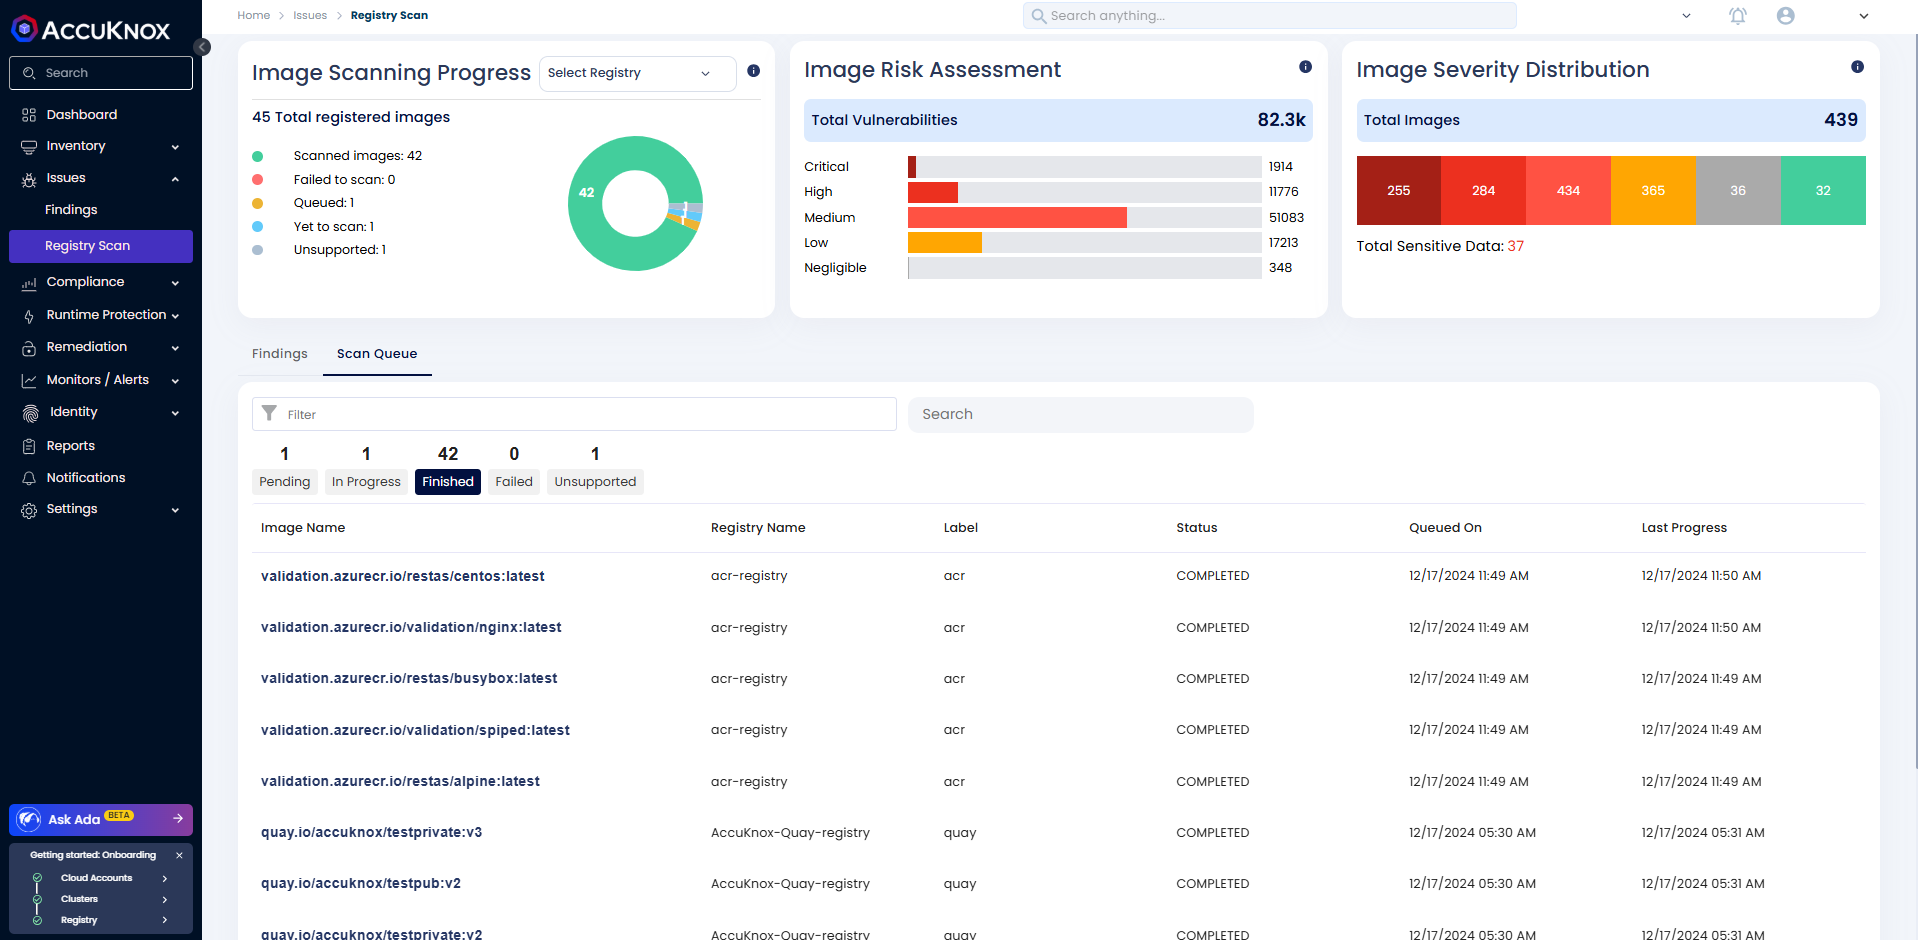 ACCUKNOX
Search
Dashboard
Inventory
Issues
Findings
Registry Scan
Compliance
Runtime Protection
Remediation
Monitors / Alerts
Identity
Reports
Notifications
Settings
Ask Ada BETA
Getting started: Onboarding
Cloud Accounts
Clusters
Registry
Home > Issues > Registry Scan
Search anything...
Image Scanning Progress
Select Registry
45 Total registered images
Scanned images: 42
Failed to scan: 0
Queued: 1
Yet to scan: 1
Unsupported: 1
42
Image Risk Assessment
Total Vulnerabilities 82.3k
Critical 1914
High 11776
Medium 51083
Low 17213
Negligible 348
Image Severity Distribution
Total Images 439
255 284 434 365 36 32
Total Sensitive Data: 37
Findings Scan Queue
Filter Search
1 1 42 0 1
Pending In Progress Finished Failed Unsupported
Image Name Registry Name Label Status Queued On Last Progress
validation.azurecr.io/restas/centos:latest acr-registry acr COMPLETED 12/17/2024 11:49 AM 12/17/2024 11:50 AM
validation.azurecr.io/validation/nginx:latest acr-registry acr COMPLETED 12/17/2024 11:49 AM 12/17/2024 11:50 AM
validation.azurecr.io/restas/busybox:latest acr-registry acr COMPLETED 12/17/2024 11:49 AM 12/17/2024 11:49 AM
validation.azurecr.io/validation/spiped:latest acr-registry acr COMPLETED 12/17/2024 11:49 AM 12/17/2024 11:49 AM
validation.azurecr.io/restas/alpine:latest acr-registry acr COMPLETED 12/17/2024 11:49 AM 12/17/2024 11:49 AM
quay.io/accuknox/testprivate:v3 AccuKnox-Quay-registry quay COMPLETED 12/17/2024 05:30 AM 12/17/2024 05:31 AM
quay.io/accuknox/testpub:v2 AccuKnox-Quay-registry quay COMPLETED 12/17/2024 05:30 AM 12/17/2024 05:31 AM
quay.io/accuknox/testprivate:v2 AccuKnox-Quay-registry quay COMPLETED 12/17/2024 05:30 AM 12/17/2024 05:31 AM